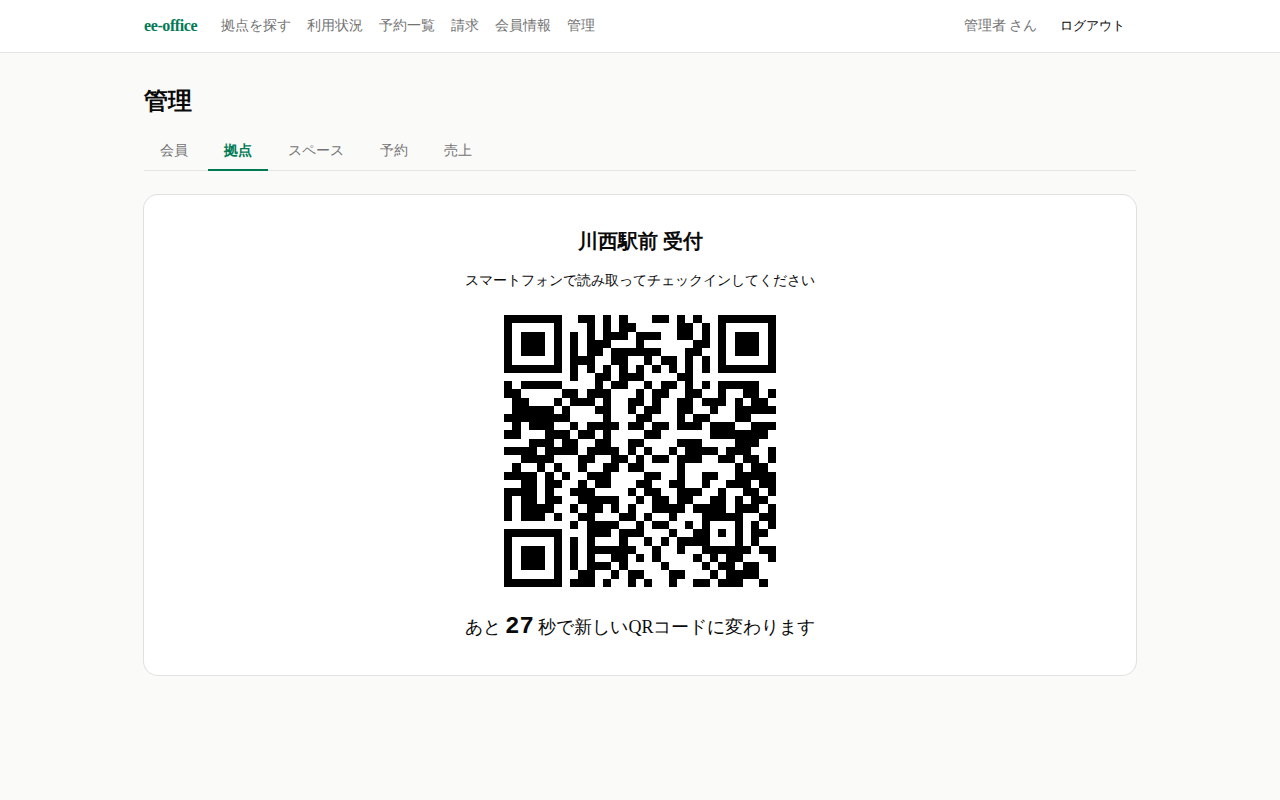 ee-office 拠点を探す 利用状況 予約一覧 請求 会員情報 管理 管理者 さん ログアウト
管理
会員 拠点 スペース 予約 売上
川西駅前 受付
スマートフォンで読み取ってチェックインしてください
あと 27 秒で新しいQRコードに変わります